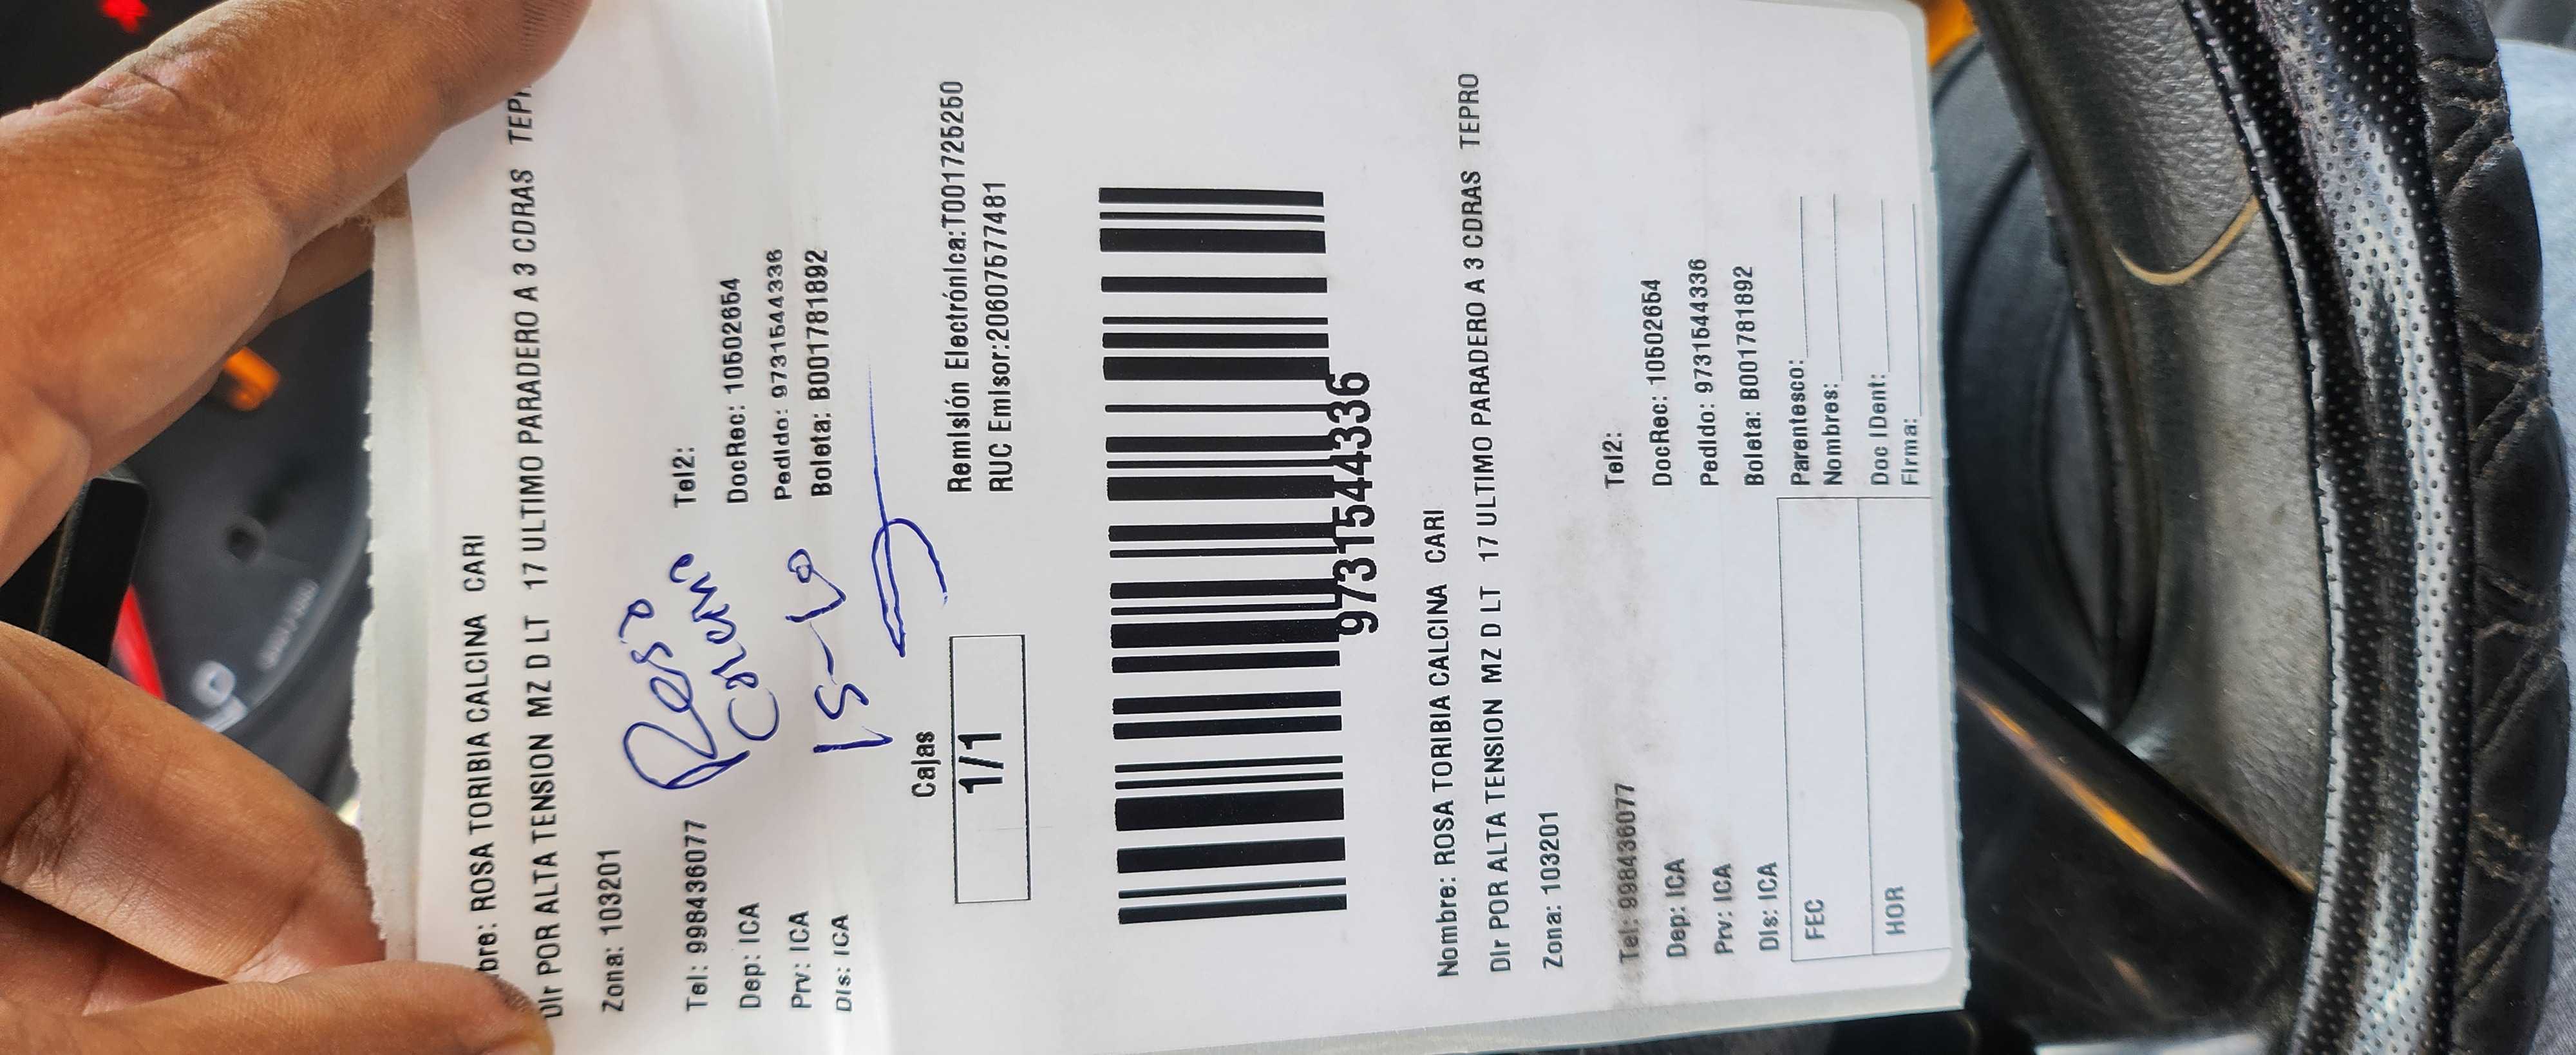 bre: ROSA TORIBIA CALCINA CARI
Dir POR ALTA TENSION MZ D LT 17 ULTIMO PARADERO A 3 CDRAS
Zona: 103201
Tel: 998436077 Tel2:
Dep: ICA DocRec: 10502654
Prv: ICA Pedido: 9731544336
Dis: ICA Boleta: B001781892
Rosa
15-10
Cajas
1/1
Remisión Electrónica:T001725250
RUC Emisor:20607577481
9731544336
Nombre: ROSA TORIBIA CALCINA CARI
Dir POR ALTA TENSION MZ D LT 17 ULTIMO PARADERO A 3 CDRAS TEPRO
Zona: 103201
Tel: 998436077 Tel2:
Dep: ICA DocRec: 10502654
Prv: ICA Pedido: 9731544336
Dis: ICA Boleta: B001781892
FEC Parentesco:
Nombres:
HOR Doc IDent:
Firma: